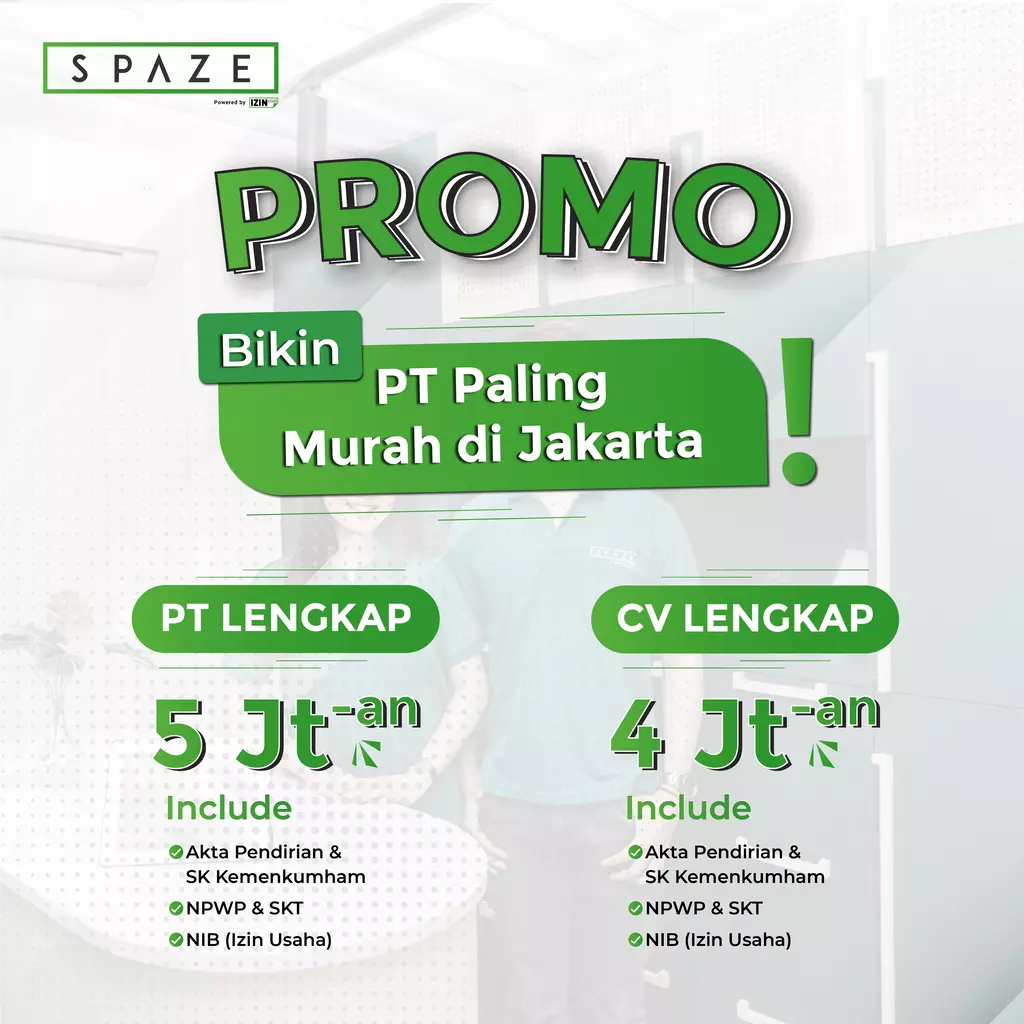 SPAZE
Powered by IZIN
PROMO
Bikin
PT Paling
Murah di Jakarta
!
PT LENGKAP
5 Jt-an
Include
Akta Pendirian &
SK Kemenkumham
NPWP & SKT
NIB (Izin Usaha)
CV LENGKAP
4 Jt-an
Include
Akta Pendirian &
SK Kemenkumham
NPWP & SKT
NIB (Izin Usaha)
SPAZE